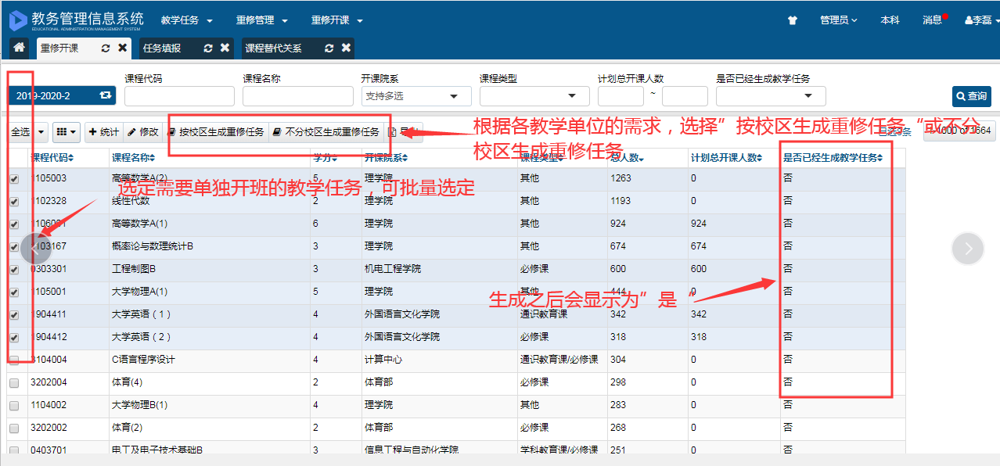 教务管理信息系统 教学任务 重修管理 重修开课 管理员 本科 消息 李磊
EDUCATIONAL ADMINISTRATION MANAGEMENT SYSTEM
重修开课 任务填报 课程替代关系
课程代码 课程名称 开课院系 课程类型 计划总开课人数 是否已经生成教学任务
2019-2020-2 支持多选 ~ 查询
全选 统计 修改 按校区生成重修任务 不分校区生成重修任务
根据各教学单位的需求，选择”按校区生成重修任务“或不分
校区生成重修任务
课程代码 课程名称 学分 开课院系 课程类型 总人数 计划总开课人数 是否已经生成教学任务
1105003 高等数学A(2) 5 理学院 其他 1263 0 否
选定需要单独开班的教学任务，可批量选定
1102328 线性代数 2 理学院 其他 1193 0 否
高等数学A(1) 6 理学院 其他 924 924 否
概率论与数理统计B 3 理学院 其他 674 674 否
0303301 工程制图B 3 机电工程学院 必修课 600 600 否
1105001 大学物理A(1) 5 理学院 其他 444 0 否
生成之后会显示为”是“
1904411 大学英语（1） 4 外国语言文化学院 通识教育课 342 342 否
1904412 大学英语（2） 4 外国语言文化学院 必修课 318 318 否
3104004 C语言程序设计 4 计算中心 通识教育课/必修课 304 0 否
3202004 体育(4) 2 体育部 必修课 298 0 否
1104002 大学物理B(1) 4 理学院 其他 283 0 否
3202002 体育(2) 2 体育部 必修课 268 0 否
0403701 电工及电子技术基础B 3 信息工程与自动化学院 学科教育课/必修课 251 0 否